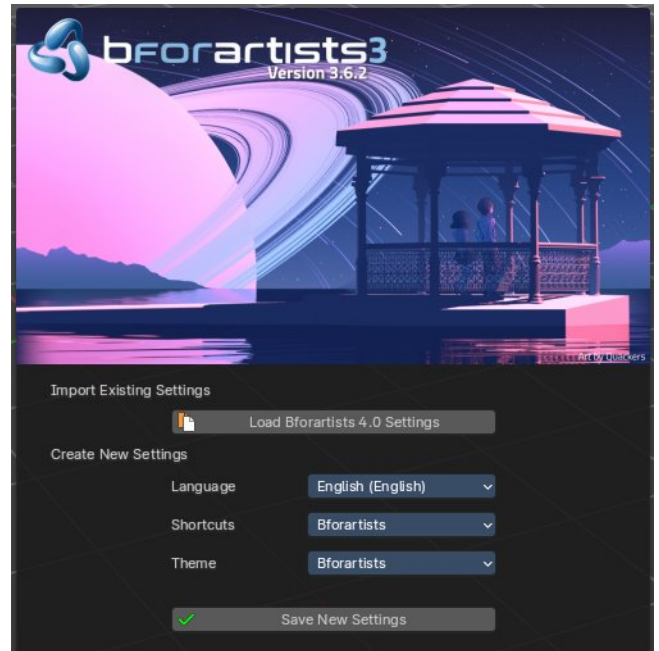 bforartists3
Version 3.6.2
Art by Quackers
Import Existing Settings
Load Bforartists 4.0 Settings
Create New Settings
Language English (English)
Shortcuts Bforartists
Theme Bforartists
Save New Settings